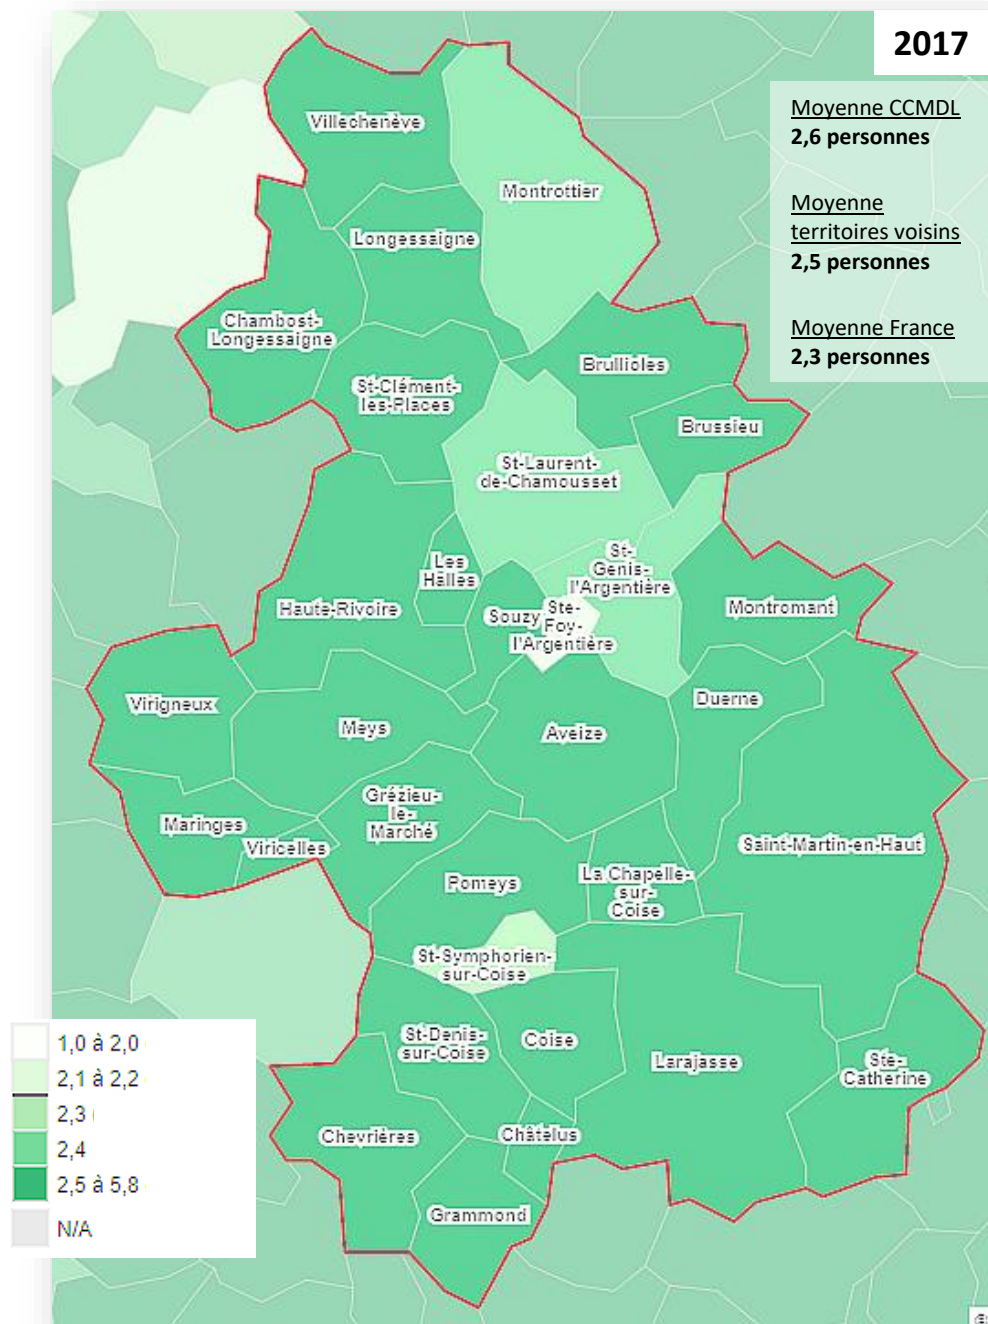 2017
Moyenne CCMDL
2,6 personnes
Moyenne
territoires voisins
2,5 personnes
Moyenne France
2,3 personnes
Villechenève
Montrottier
Longessaigne
Chambost-
Longessaigne
St-Clément-
les-Places
Brullioles
Brussieu
St-Laurent-
de-Chamousset
Les
Halles
St-
Genis-
l'Argentière
Haute-Rivoire
Souzy
Ste-
Foy-
l'Argentière
Montromant
Virigneux
Meys
Aveize
Duerne
Grézieu-
le-
Marché
Maringes
Viricelles
Saint-Martin-en-Haut
Pomeys
La Chapelle-
sur-
Coise
St-Symphorien-
sur-Coise
St-Denis-
sur-Coise
Coise
Larajasse
Ste-
Catherine
Chevrières
Châtelus
Grammond
1,0 à 2,0
2,1 à 2,2
2,3
2,4
2,5 à 5,8
N/A